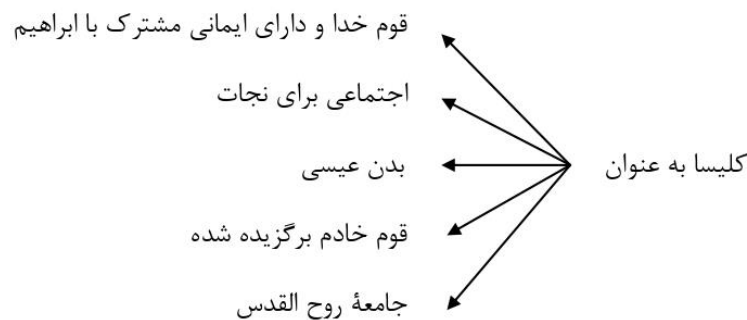 کلیسا به عنوان
قوم خدا و دارای ایمانی مشترک با ابراهیم
اجتماعی برای نجات
بدن عیسی
قوم خادم برگزیده شده
جامعۀ روح القدس